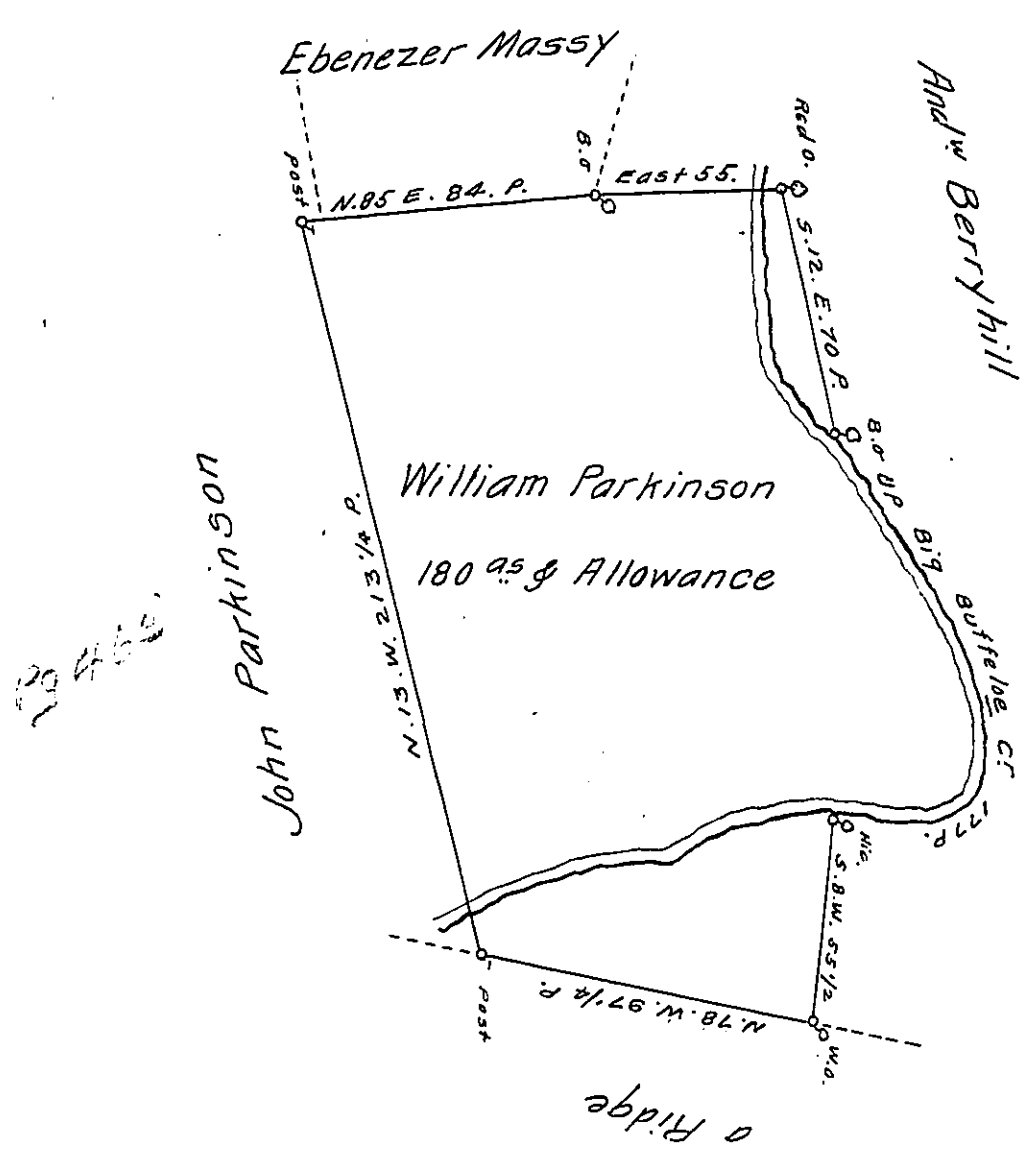 Ebenezer Massy
Andw. Berryhill
Post
N. 85 E. 84. P.
B.O
East 55.
Red O.
S. 12. E. 70 P.
B.O
UP Big Buffeloe Cr
177 P.
William Parkinson
180 as & Allowance
John Parkinson
N. 13. W. 213 1/4 P.
Pg 464
Hic.
S. 8. W. 55 1/2
W.O.
N. 78. W. 97 1/4 P.
Post
a Ridge